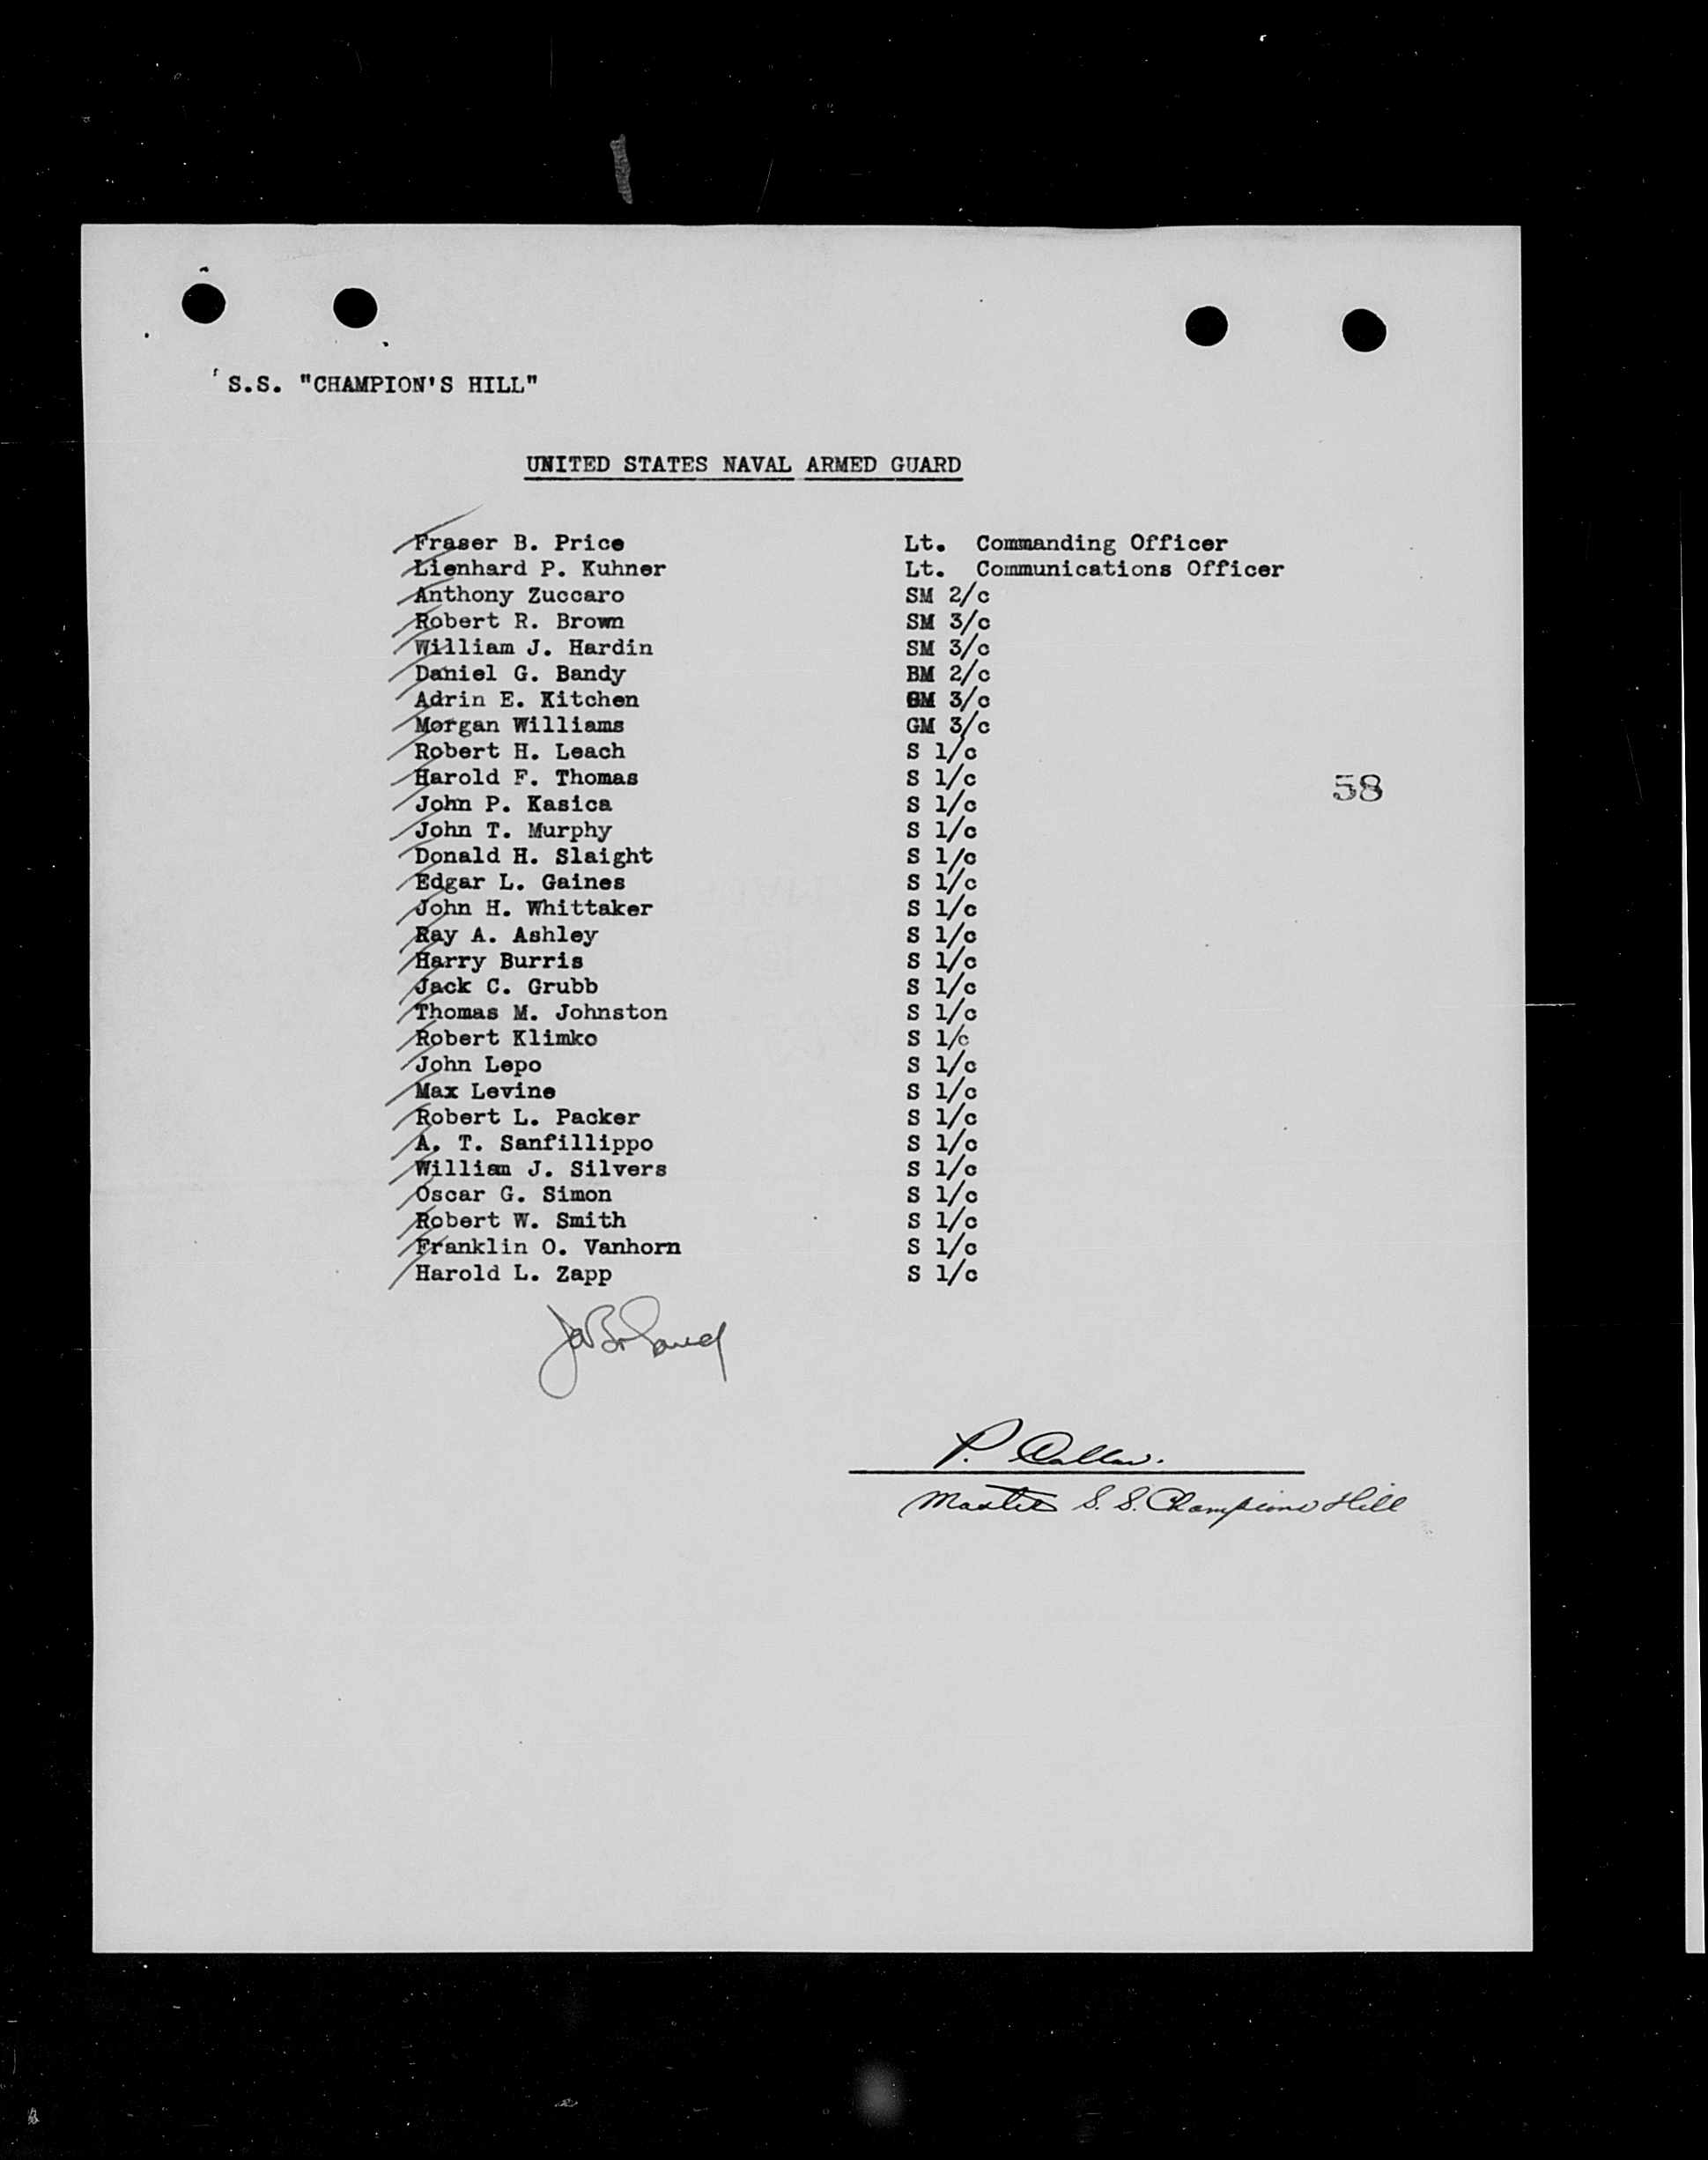 S.S. "CHAMPION'S HILL"
UNITED STATES NAVAL ARMED GUARD
Fraser B. Price Lt. Commanding Officer
Lienhard P. Kuhner Lt. Communications Officer
Anthony Zuccaro SM 2/c
Robert R. Brown SM 3/c
William J. Hardin SM 3/c
Daniel G. Bandy BM 2/c
Adrin E. Kitchen GM 3/c
Morgan Williams GM 3/c
Robert H. Leach S 1/c
Harold F. Thomas S 1/c
58
John P. Kasica S 1/c
John T. Murphy S 1/c
Donald H. Slaight S 1/c
Edgar L. Gaines S 1/c
John H. Whittaker S 1/c
Ray A. Ashley S 1/c
Harry Burris S 1/c
Jack C. Grubb S 1/c
Thomas M. Johnston S 1/c
Robert Klimko S 1/c
John Lepo S 1/c
Max Levine S 1/c
Robert L. Packer S 1/c
A. T. Sanfillippo S 1/c
William J. Silvers S 1/c
Oscar G. Simon S 1/c
Robert W. Smith S 1/c
Franklin O. Vanhorn S 1/c
Harold L. Zapp S 1/c
P.
Master S.S. Champions Hill